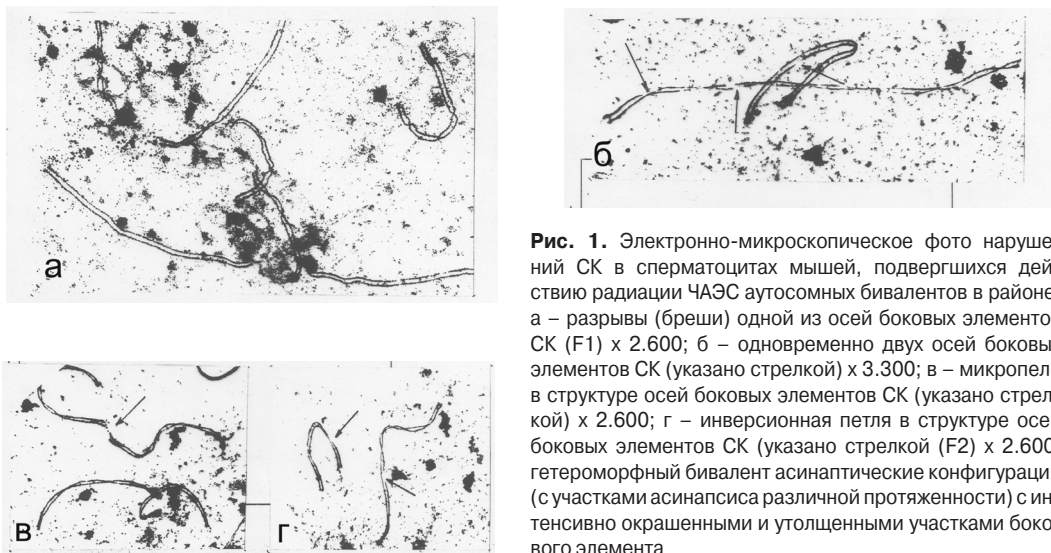 а
б
Рис. 1. Электронно-микроскопическое фото наруше
ний СК в сперматоцитах мышей, подвергшихся дей
ствию радиации ЧАЭС аутосомных бивалентов в районе
а – разрывы (бреши) одной из осей боковых элементо
СК (F1) x 2.600; б – одновременно двух осей боковы
элементов СК (указано стрелкой) x 3.300; в – микропел
в структуре осей боковых элементов СК (указано стрел
кой) x 2.600; г – инверсионная петля в структуре осе
боковых элементов СК (указано стрелкой (F2) x 2.600
гетероморфный бивалент асинаптические конфигураци
(с участками асинапсиса различной протяженности) с ин
тенсивно окрашенными и утолщенными участками боко
вого элемента
в
г